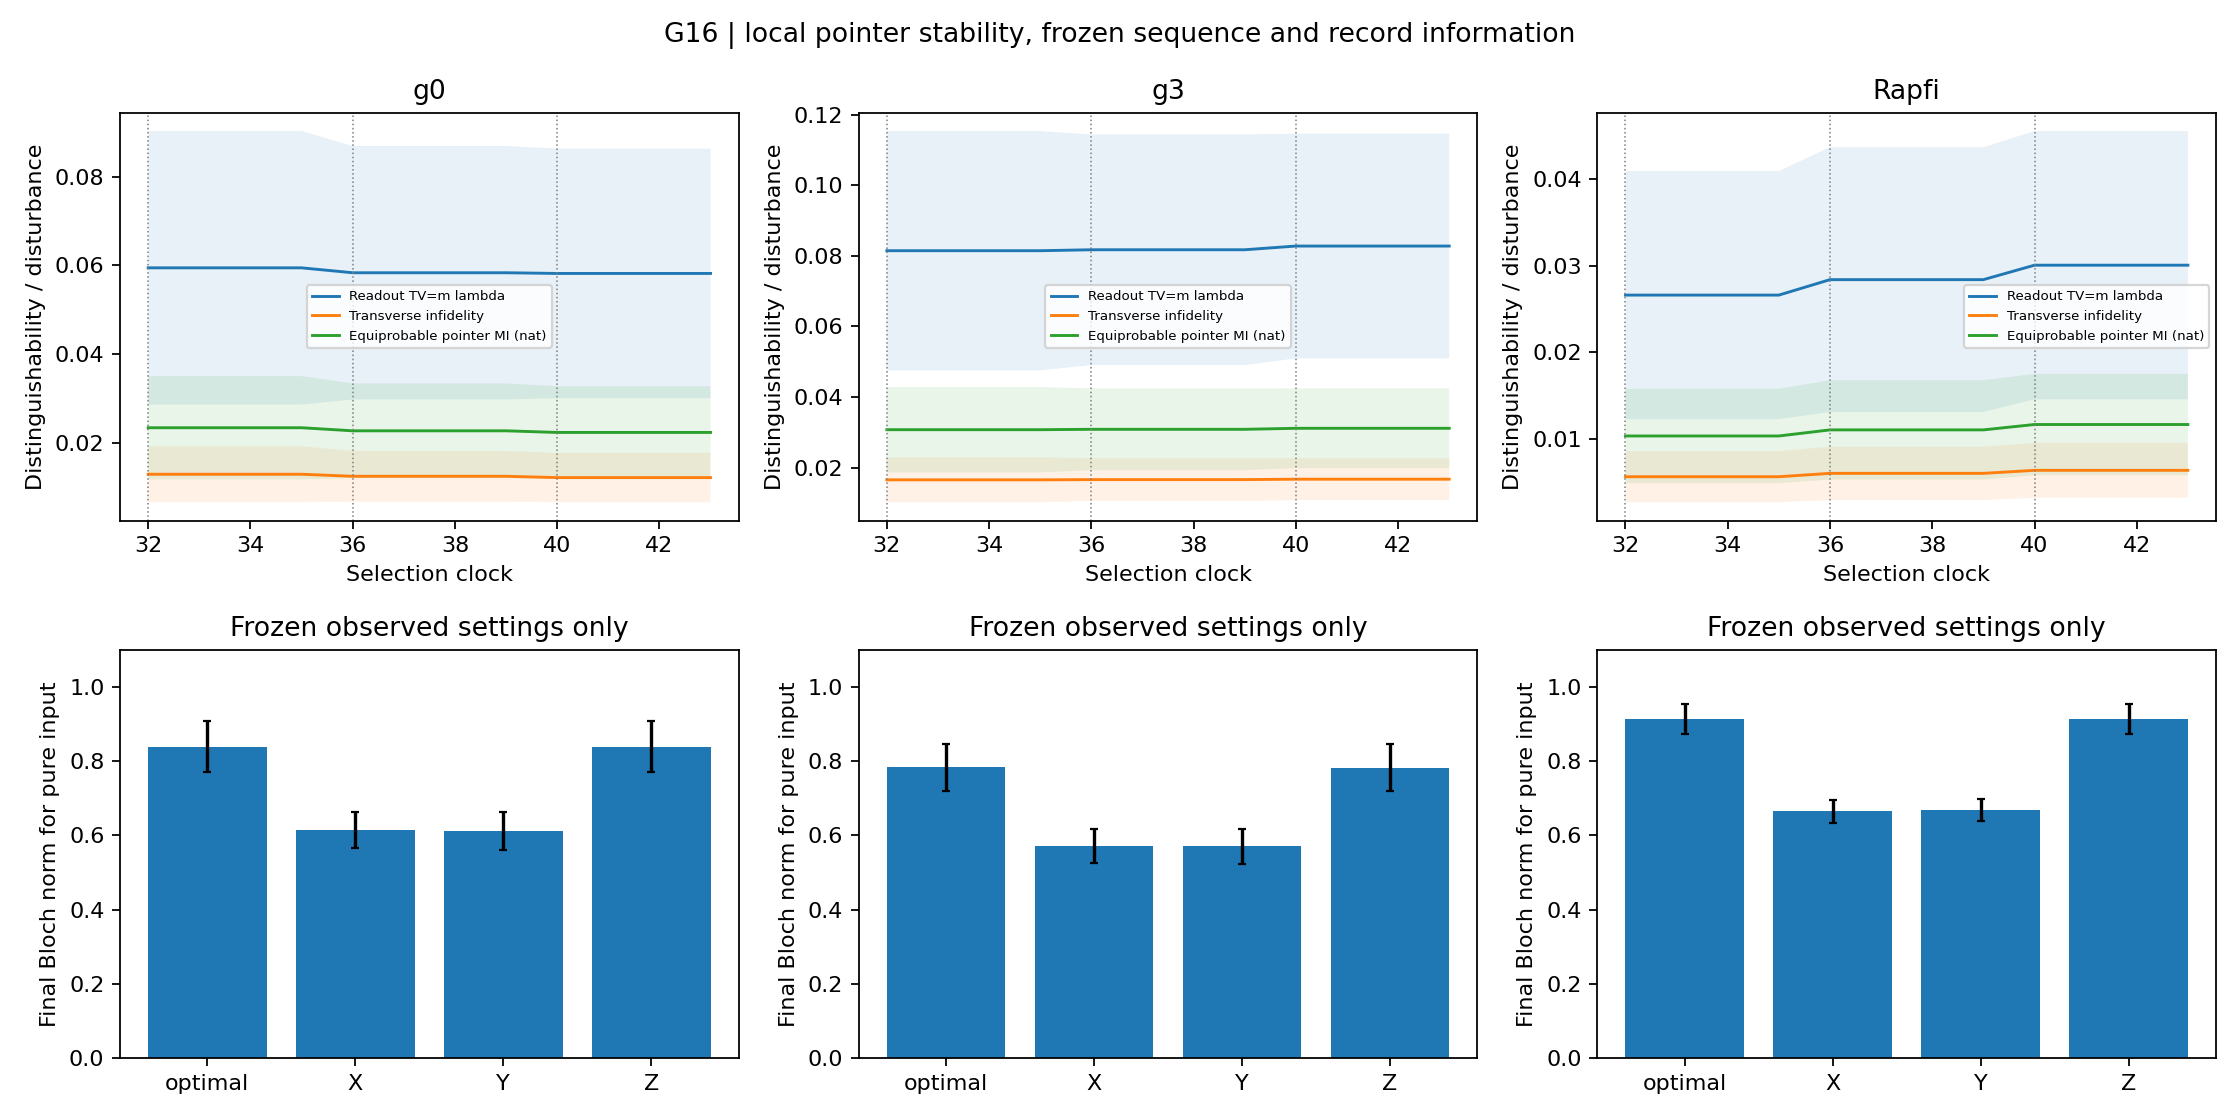 G16 | local pointer stability, frozen sequence and record information
g0
Distinguishability / disturbance
0.08
0.06
0.04
0.02
Readout TV=m lambda
Transverse infidelity
Equiprobable pointer MI (nat)
32 34 36 38 40 42
Selection clock
g3
Distinguishability / disturbance
0.12
0.10
0.08
0.06
0.04
0.02
Readout TV=m lambda
Transverse infidelity
Equiprobable pointer MI (nat)
32 34 36 38 40 42
Selection clock
Rapfi
Distinguishability / disturbance
0.04
0.03
0.02
0.01
Readout TV=m lambda
Transverse infidelity
Equiprobable pointer MI (nat)
32 34 36 38 40 42
Selection clock
Frozen observed settings only
Final Bloch norm for pure input
1.0
0.8
0.6
0.4
0.2
0.0
optimal X Y Z
Frozen observed settings only
Final Bloch norm for pure input
1.0
0.8
0.6
0.4
0.2
0.0
optimal X Y Z
Frozen observed settings only
Final Bloch norm for pure input
1.0
0.8
0.6
0.4
0.2
0.0
optimal X Y Z